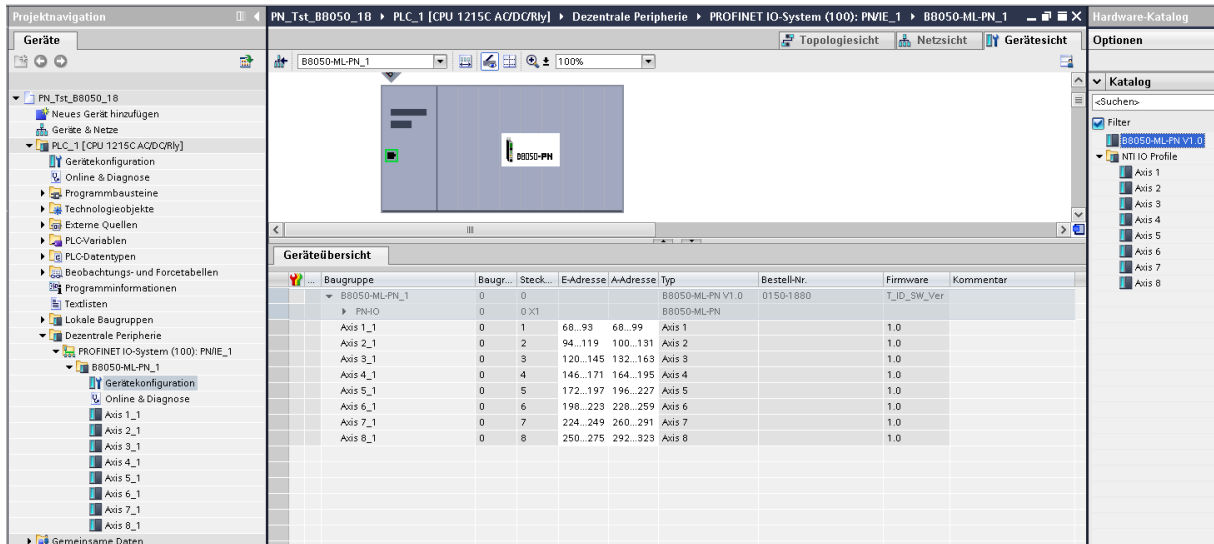 Projektnavigation
Geräte
PN_Tst_B8050_18
Neues Gerät hinzufügen
Geräte & Netze
PLC_1 [CPU 1215C AC/DC/Rly]
Gerätekonfiguration
Online & Diagnose
Programmbausteine
Technologieobjekte
Externe Quellen
PLC-Variablen
PLC-Datentypen
Beobachtungs- und Forcetabellen
Programminformationen
Textlisten
Lokale Baugruppen
Dezentrale Peripherie
PROFINET IO-System (100): PN/IE_1
B8050-ML-PN_1
Gerätekonfiguration
Online & Diagnose
Axis 1_1
Axis 2_1
Axis 3_1
Axis 4_1
Axis 5_1
Axis 6_1
Axis 7_1
Axis 8_1
Gemeinsame Daten
PN_Tst_B8050_18 PLC_1 [CPU 1215C AC/DC/Rly] Dezentrale Peripherie PROFINET IO-System (100): PN/IE_1 B8050-ML-PN_1
Topologiesicht Netzsicht Gerätesicht
B8050-ML-PN_1 100%
B8050-PN
Geräteübersicht
... Baugruppe Baugr... Steck... E-Adresse A-Adresse Typ Bestell-Nr. Firmware Kommentar
B8050-ML-PN_1 0 0 B8050-ML-PN V1.0 0150-1880 T_ID_SW_Ver
PN-IO 0 0 X1 B8050-ML-PN
Axis 1_1 0 1 68...93 68...99 Axis 1 1.0
Axis 2_1 0 2 94...119 100...131 Axis 2 1.0
Axis 3_1 0 3 120...145 132...163 Axis 3 1.0
Axis 4_1 0 4 146...171 164...195 Axis 4 1.0
Axis 5_1 0 5 172...197 196...227 Axis 5 1.0
Axis 6_1 0 6 198...223 228...259 Axis 6 1.0
Axis 7_1 0 7 224...249 260...291 Axis 7 1.0
Axis 8_1 0 8 250...275 292...323 Axis 8 1.0
Hardware-Katalog
Optionen
Katalog
<Suchen>
Filter
B8050-ML-PN V1.0
NTI IO Profile
Axis 1
Axis 2
Axis 3
Axis 4
Axis 5
Axis 6
Axis 7
Axis 8